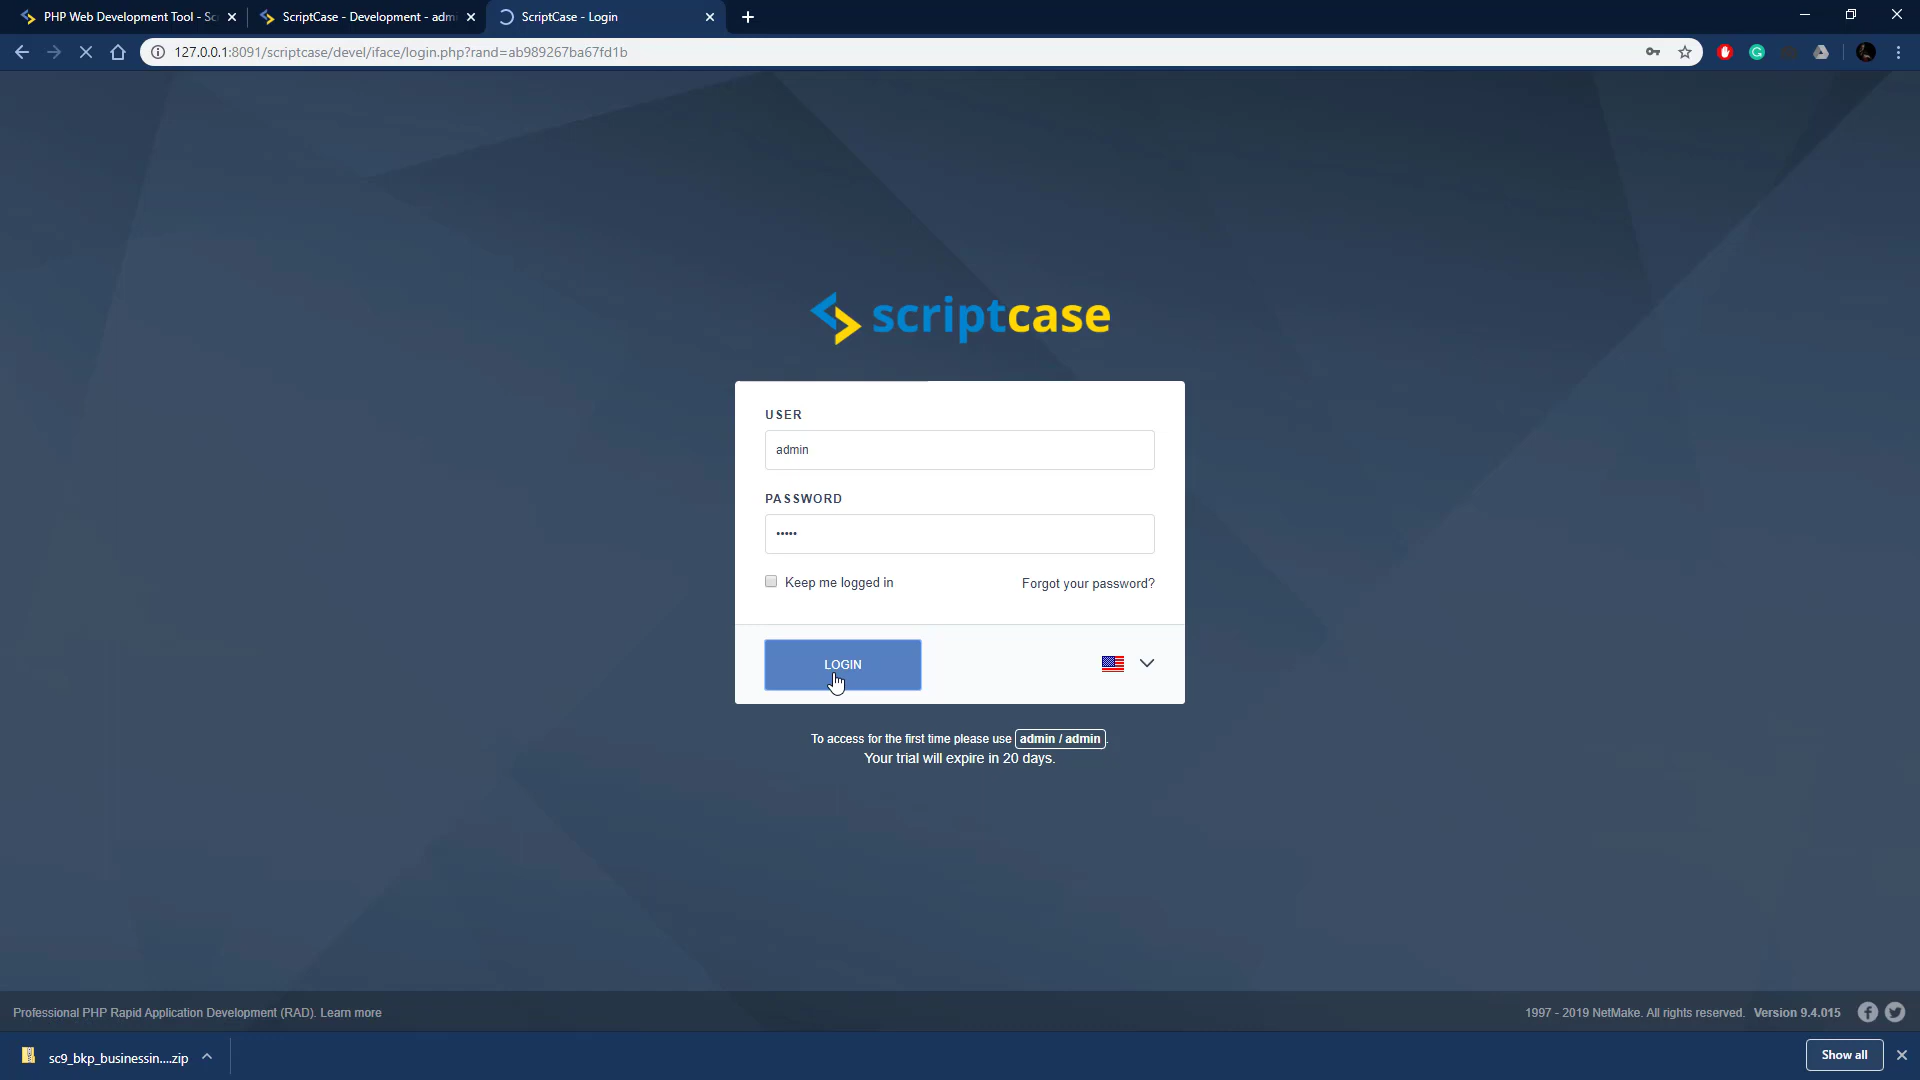 PHP Web Development Tool - Sc
ScriptCase - Development - adm
ScriptCase - Login
127.0.0.1:8091/scriptcase/devel/iface/login.php?rand=ab989267ba67fd1b
scriptcase
USER
admin
PASSWORD
•••••
Keep me logged in
Forgot your password?
LOGIN
To access for the first time please use admin / admin.
Your trial will expire in 20 days.
Professional PHP Rapid Application Development (RAD). Learn more
1997 - 2019 NetMake. All rights reserved. Version 9.4.015
sc9_bkp_businessin....zip
Show all